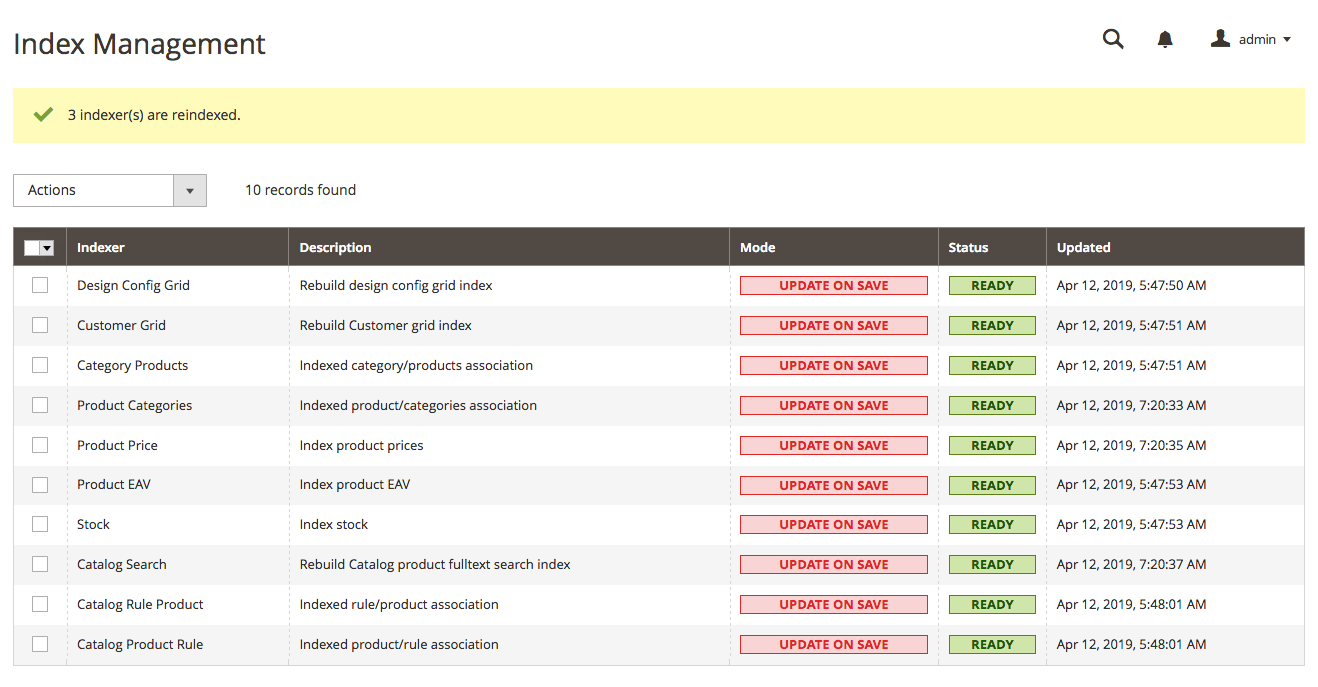 Index Management
admin
3 indexer(s) are reindexed.
Actions 10 records found
Indexer Description Mode Status Updated
Design Config Grid Rebuild design config grid index UPDATE ON SAVE READY Apr 12, 2019, 5:47:50 AM
Customer Grid Rebuild Customer grid index UPDATE ON SAVE READY Apr 12, 2019, 5:47:51 AM
Category Products Indexed category/products association UPDATE ON SAVE READY Apr 12, 2019, 5:47:51 AM
Product Categories Indexed product/categories association UPDATE ON SAVE READY Apr 12, 2019, 7:20:33 AM
Product Price Index product prices UPDATE ON SAVE READY Apr 12, 2019, 7:20:35 AM
Product EAV Index product EAV UPDATE ON SAVE READY Apr 12, 2019, 5:47:53 AM
Stock Index stock UPDATE ON SAVE READY Apr 12, 2019, 5:47:53 AM
Catalog Search Rebuild Catalog product fulltext search index UPDATE ON SAVE READY Apr 12, 2019, 7:20:37 AM
Catalog Rule Product Indexed rule/product association UPDATE ON SAVE READY Apr 12, 2019, 5:48:01 AM
Catalog Product Rule Indexed product/rule association UPDATE ON SAVE READY Apr 12, 2019, 5:48:01 AM